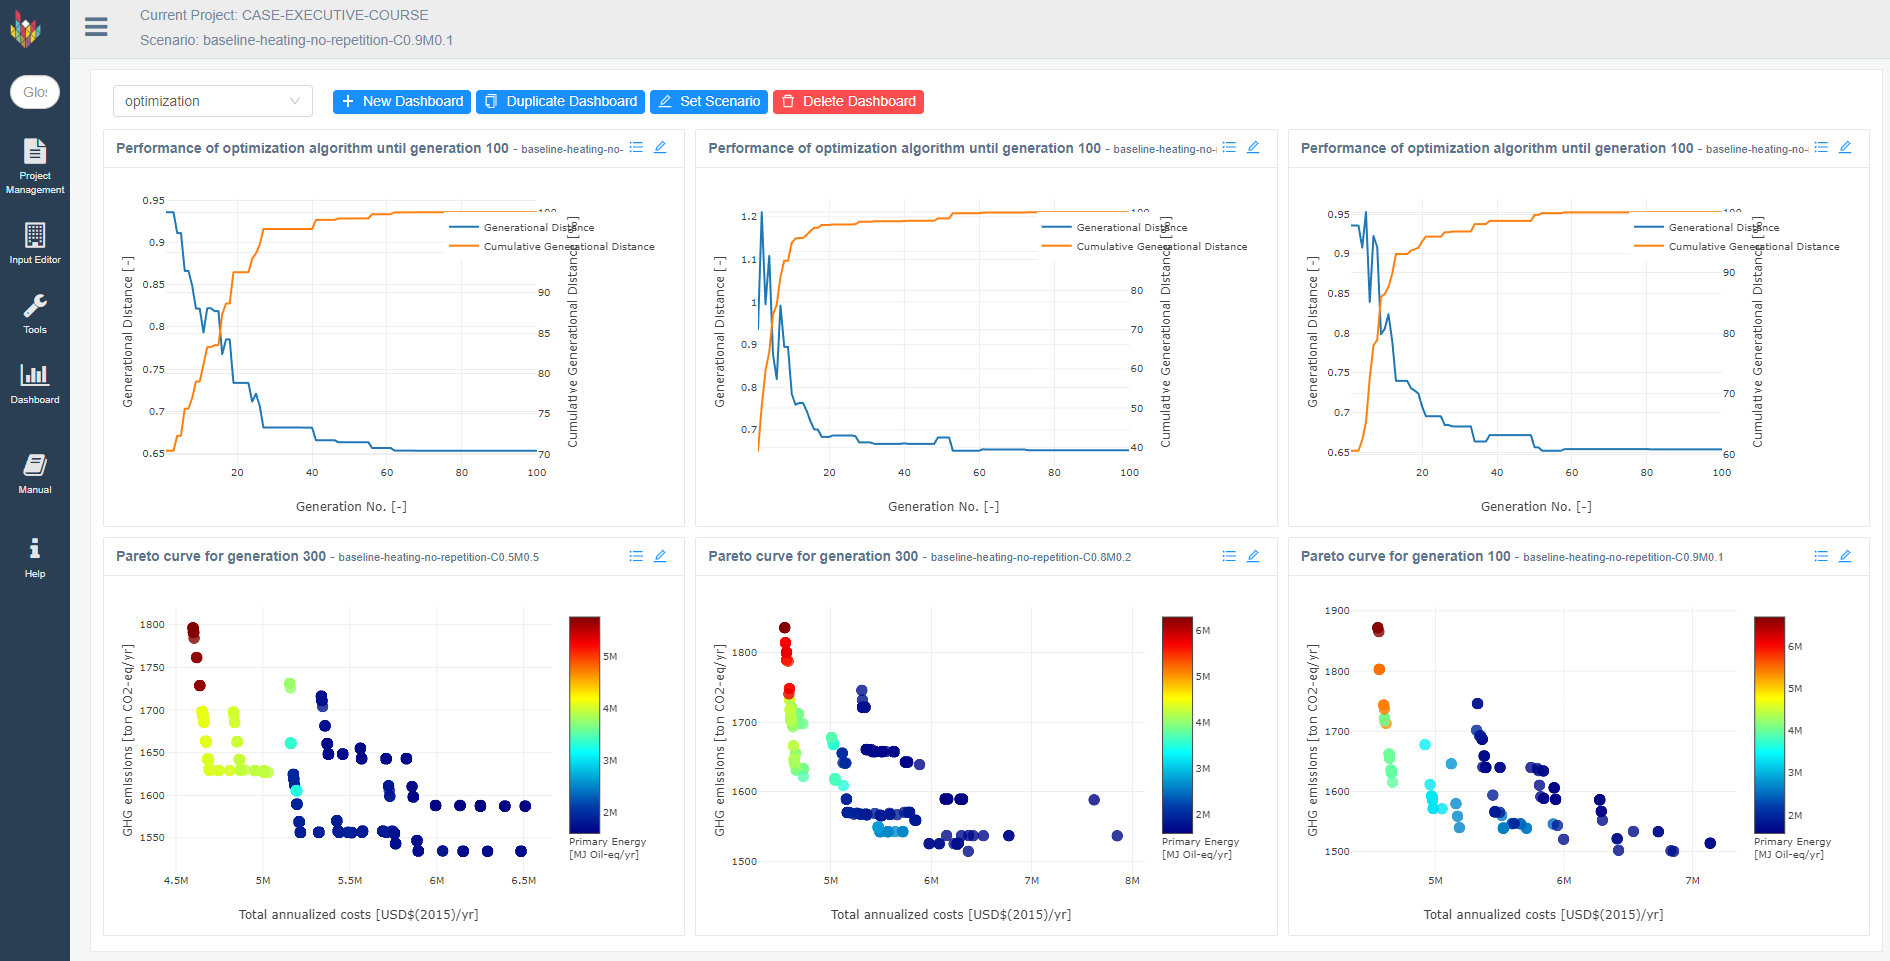 Current Project: CASE-EXECUTIVE-COURSE
Scenario: baseline-heating-no-repetition-C0.9M0.1
Glos
Project
Management
Input Editor
Tools
Dashboard
Manual
Help
optimization
New Dashboard
Duplicate Dashboard
Set Scenario
Delete Dashboard
Performance of optimization algorithm until generation 100 - baseline-heating-no-
0.95
0.9
0.85
0.8
0.75
0.7
0.65
Generational Distance [-]
100
90
85
80
75
70
Cumulative Generational Distance [%]
Generational Distance
Cumulative Generational Distance
20 40 60 80 100
Generation No. [-]
Performance of optimization algorithm until generation 100 - baseline-heating-no-
1.2
1.1
1
0.9
0.8
0.7
Generational Distance [-]
100
80
70
60
50
40
Cumulative Generational Distance [%]
Generational Distance
Cumulative Generational Distance
20 40 60 80 100
Generation No. [-]
Performance of optimization algorithm until generation 100 - baseline-heating-no-
0.95
0.9
0.85
0.8
0.75
0.7
0.65
Generational Distance [-]
100
90
80
70
60
Cumulative Generational Distance [%]
Generational Distance
Cumulative Generational Distance
20 40 60 80 100
Generation No. [-]
Pareto curve for generation 300 - baseline-heating-no-repetition-C0.5M0.5
1800
1750
1700
1650
1600
1550
GHG emissions [ton CO2-eq/yr]
5M
4M
3M
2M
Primary Energy
[MJ Oil-eq/yr]
4.5M 5M 5.5M 6M 6.5M
Total annualized costs [USD$(2015)/yr]
Pareto curve for generation 300 - baseline-heating-no-repetition-C0.8M0.2
1800
1700
1600
1500
GHG emissions [ton CO2-eq/yr]
6M
5M
4M
3M
2M
Primary Energy
[MJ Oil-eq/yr]
5M 6M 7M 8M
Total annualized costs [USD$(2015)/yr]
Pareto curve for generation 100 - baseline-heating-no-repetition-C0.9M0.1
1900
1800
1700
1600
1500
GHG emissions [ton CO2-eq/yr]
6M
5M
4M
3M
2M
Primary Energy
[MJ Oil-eq/yr]
5M 6M 7M
Total annualized costs [USD$(2015)/yr]